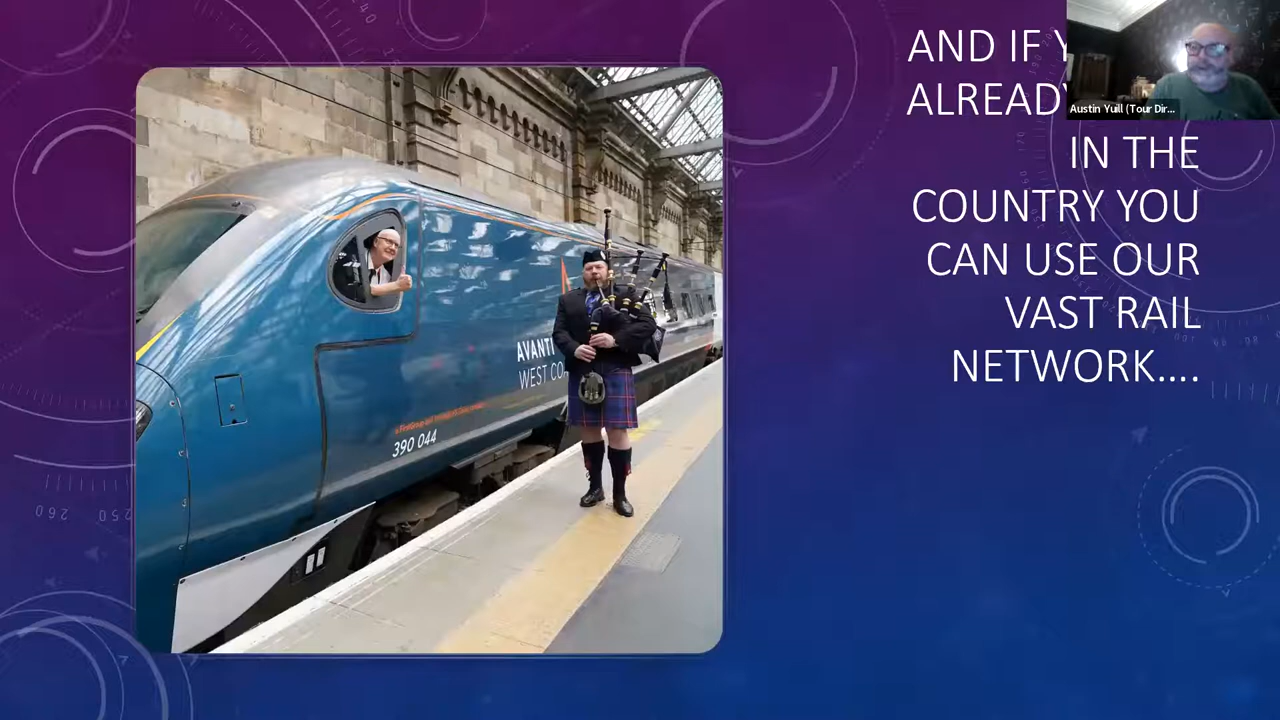 AND IF Y
ALREADY
IN THE
COUNTRY YOU
CAN USE OUR
VAST RAIL
NETWORK....
Austin Yuill (Tour Dir...
AVANTI
WEST CO
390 044